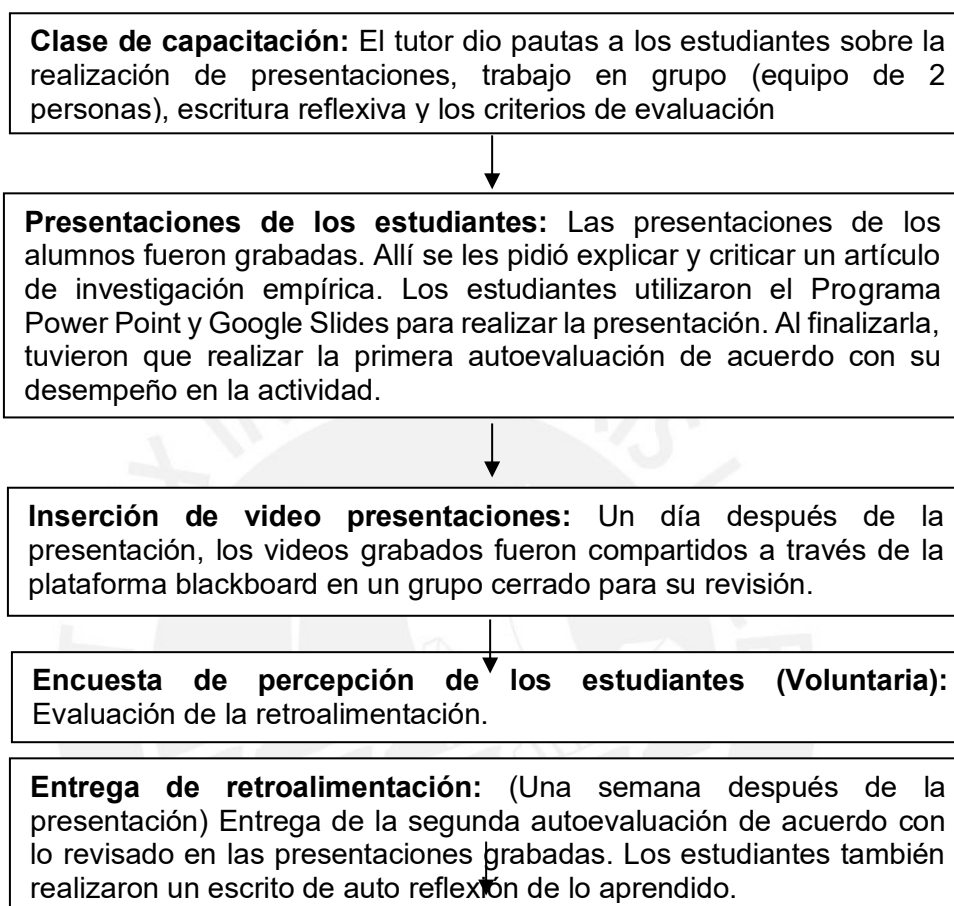 Clase de capacitación: El tutor dio pautas a los estudiantes sobre la
realización de presentaciones, trabajo en grupo (equipo de 2
personas), escritura reflexiva y los criterios de evaluación
Presentaciones de los estudiantes: Las presentaciones de los
alumnos fueron grabadas. Allí se les pidió explicar y criticar un artículo
de investigación empírica. Los estudiantes utilizaron el Programa
Power Point y Google Slides para realizar la presentación. Al finalizarla,
tuvieron que realizar la primera autoevaluación de acuerdo con su
desempeño en la actividad.
Inserción de video presentaciones: Un día después de la
presentación, los videos grabados fueron compartidos a través de la
plataforma blackboard en un grupo cerrado para su revisión.
Encuesta de percepción de los estudiantes (Voluntaria):
Evaluación de la retroalimentación.
Entrega de retroalimentación: (Una semana después de la
presentación) Entrega de la segunda autoevaluación de acuerdo con
lo revisado en las presentaciones grabadas. Los estudiantes también
realizaron un escrito de auto reflexión de lo aprendido.